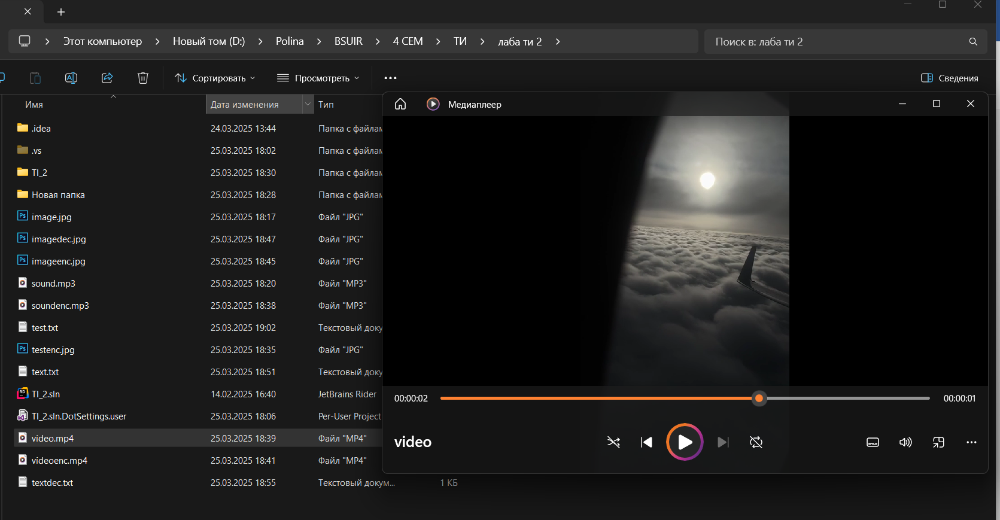 Этот компьютер > Новый том (D:) > Polina > BSUIR > 4 СЕМ > ТИ > лаба ти 2 >
Поиск в: лаба ти 2
Сортировать
Просмотреть
Сведения
Имя Дата изменения Тип
.idea 24.03.2025 13:44 Папка с файлам
.vs 25.03.2025 18:02 Папка с файлам
TI_2 25.03.2025 18:30 Папка с файлам
Новая папка 25.03.2025 18:28 Папка с файлам
image.jpg 25.03.2025 18:17 Файл "JPG"
imagedec.jpg 25.03.2025 18:47 Файл "JPG"
imageenc.jpg 25.03.2025 18:45 Файл "JPG"
sound.mp3 25.03.2025 18:20 Файл "MP3"
soundenc.mp3 25.03.2025 18:38 Файл "MP3"
test.txt 25.03.2025 19:02 Текстовый доку
testenc.jpg 25.03.2025 18:35 Файл "JPG"
text.txt 25.03.2025 18:51 Текстовый доку
TI_2.sln 14.02.2025 16:40 JetBrains Rider
TI_2.sln.DotSettings.user 25.03.2025 18:06 Per-User Project
video.mp4 25.03.2025 18:39 Файл "MP4"
videoenc.mp4 25.03.2025 18:41 Файл "MP4"
textdec.txt 25.03.2025 18:55 Текстовый докум... 1 КБ
Медиаплеер
00:00:02
00:00:01
video